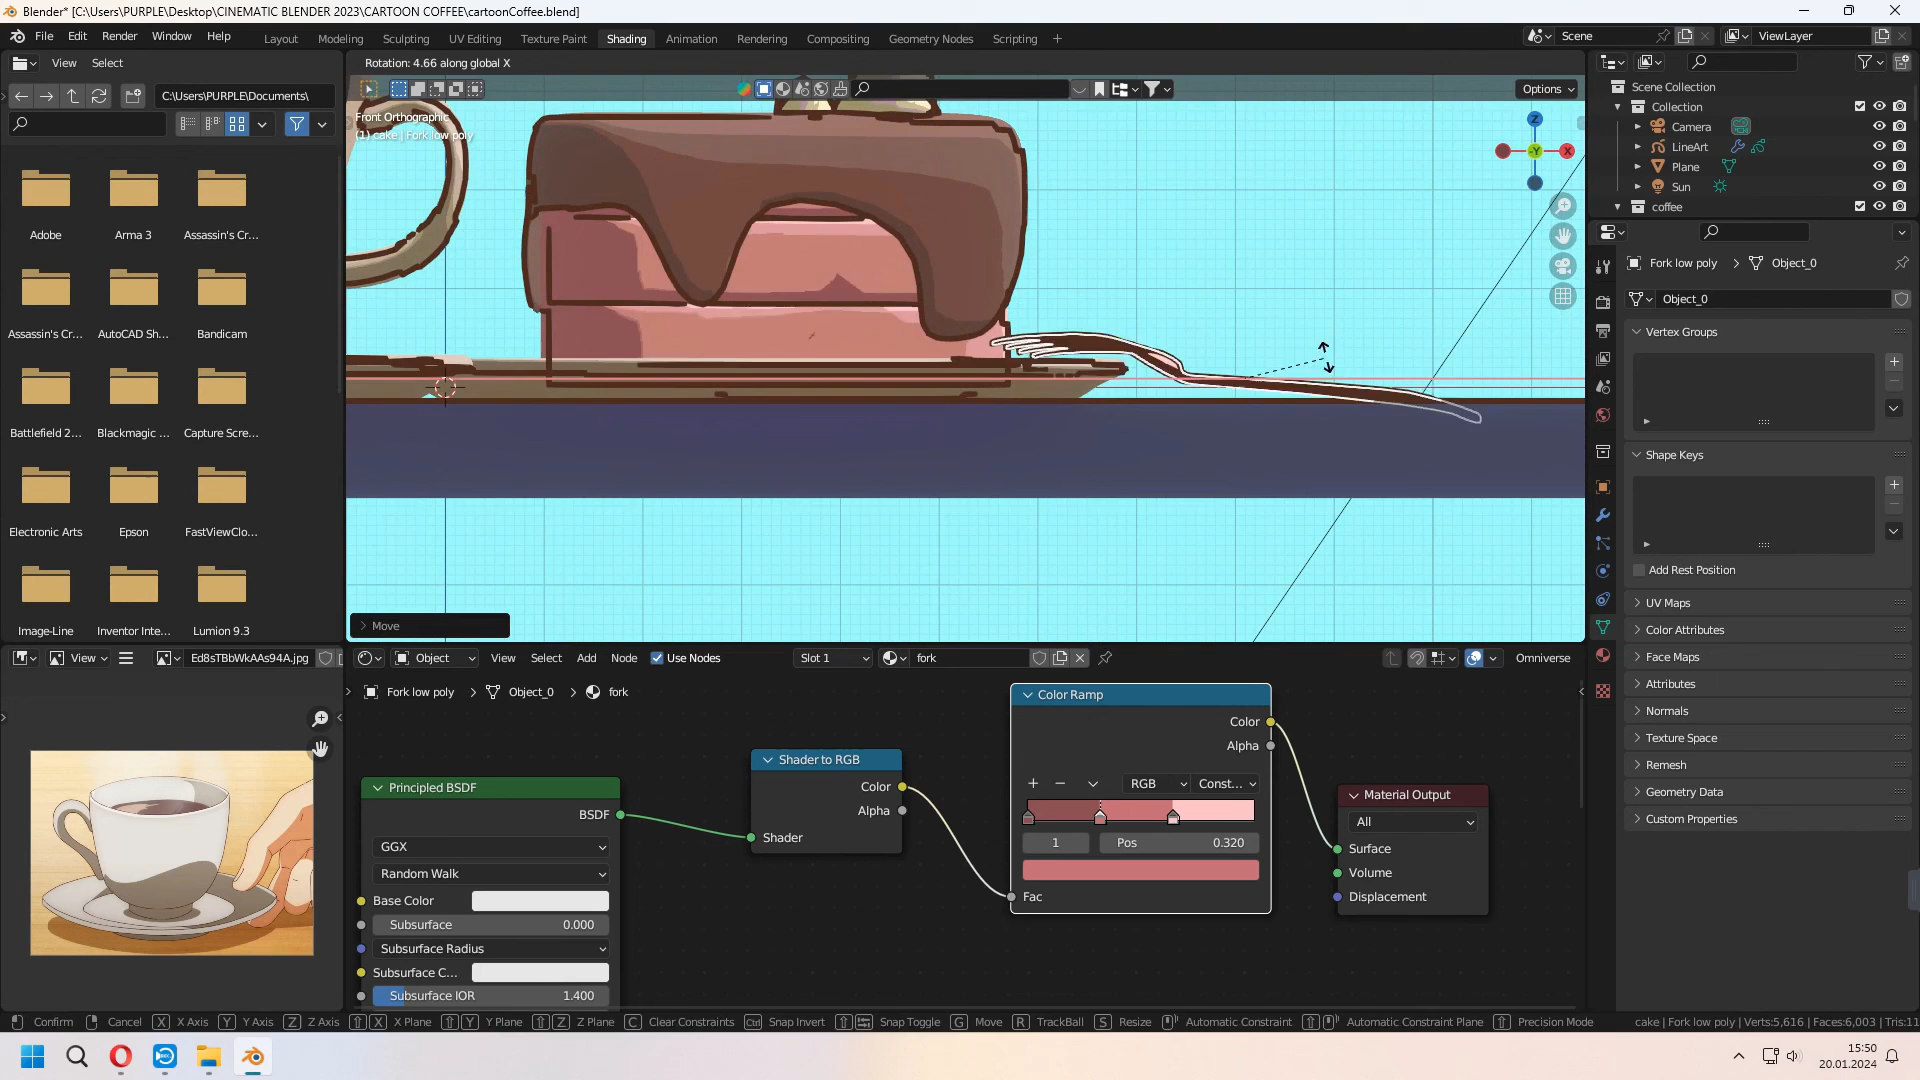 Blender* [C:\Users\PURPLE\Desktop\CINEMATIC BLENDER 2023\CARTOON COFFEE\cartoonCoffee.blend]
File Edit Render Window Help Layout Modeling Sculpting UV Editing Texture Paint Shading Animation Rendering Compositing Geometry Nodes Scripting Scene ViewLayer
View Select
Rotation: 4.66 along global X
C:\Users\PURPLE\Documents\
Options
Front Orthographic
(1) cake | Fork low poly
Z
-Y
X
Adobe Arma 3 Assassin's Cr...
Assassin's Cr... AutoCAD Sh... Bandicam
Battlefield 2... Blackmagic ... Capture Scre...
Electronic Arts Epson FastViewClo...
Image-Line Inventor Inte... Lumion 9.3
Move
Scene Collection
Collection
Camera
LineArt
Plane
Sun
coffee
Fork low poly Object_0
Object_0
Vertex Groups
Shape Keys
Add Rest Position
UV Maps
Color Attributes
Face Maps
Attributes
Normals
Texture Space
Remesh
Geometry Data
Custom Properties
View Ed8sTBbWkAAs94A.jpg
Object View Select Add Node Use Nodes Slot 1 fork Omniverse
Fork low poly Object_0 fork
Principled BSDF
BSDF
GGX
Random Walk
Base Color
Subsurface 0.000
Subsurface Radius
Subsurface C...
Subsurface IOR 1.400
Shader to RGB
Color
Alpha
Shader
Color Ramp
Color
Alpha
RGB Const...
1 Pos 0.320
Fac
Material Output
All
Surface
Volume
Displacement
Confirm Cancel X X Axis Y Y Axis Z Z Axis X X Plane Y Y Plane Z Z Plane C Clear Constraints Ctrl Snap Invert Snap Toggle G Move R TrackBall S Resize Automatic Constraint Automatic Constraint Plane Precision Mode cake | Fork low poly | Verts:5,616 | Faces:6,003 | Tris:11
15:50
20.01.2024